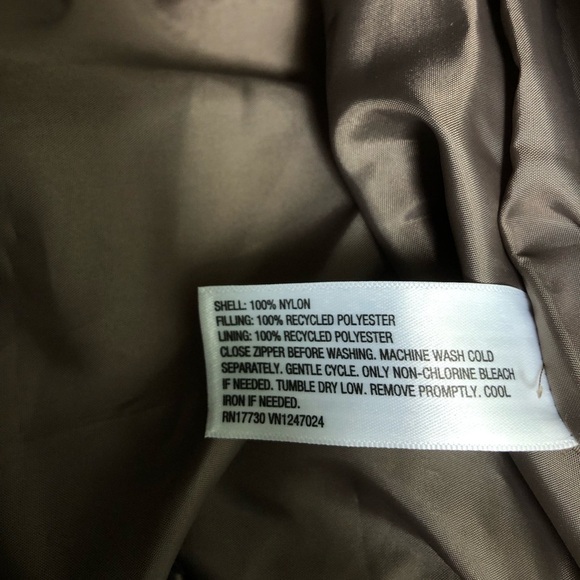 SHELL: 100% NYLON
FILLING: 100% RECYCLED POLYESTER
LINING: 100% RECYCLED POLYESTER
CLOSE ZIPPER BEFORE WASHING. MACHINE WASH COLD
SEPARATELY. GENTLE CYCLE. ONLY NON-CHLORINE BLEACH
IF NEEDED. TUMBLE DRY LOW. REMOVE PROMPTLY. COOL
IRON IF NEEDED.
RN17730 VN1247024